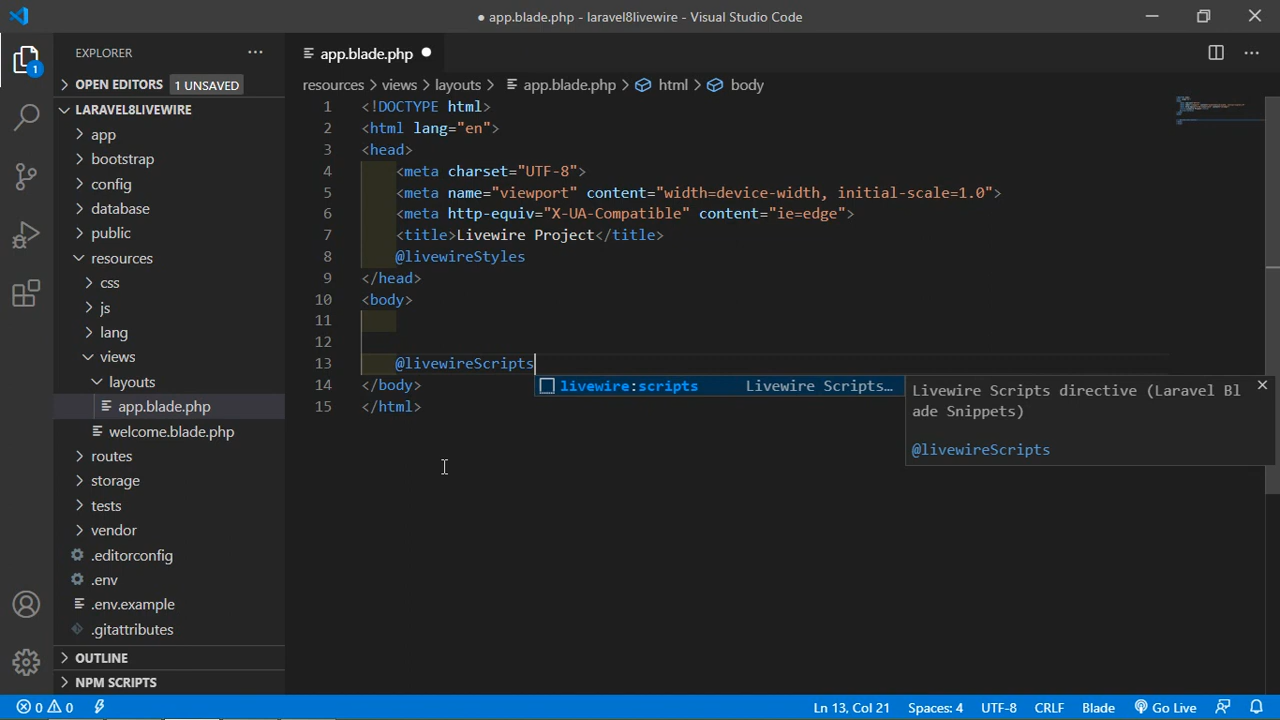 ● app.blade.php - laravel8livewire - Visual Studio Code
EXPLORER
OPEN EDITORS 1 UNSAVED
LARAVEL8LIVEWIRE
app
bootstrap
config
database
public
resources
css
js
lang
views
layouts
app.blade.php
welcome.blade.php
routes
storage
tests
vendor
.editorconfig
.env
.env.example
.gitattributes
OUTLINE
NPM SCRIPTS
1
app.blade.php
resources > views > layouts > app.blade.php > html > body
1 <!DOCTYPE html>
2 <html lang="en">
3 <head>
4 <meta charset="UTF-8">
5 <meta name="viewport" content="width=device-width, initial-scale=1.0">
6 <meta http-equiv="X-UA-Compatible" content="ie=edge">
7 <title>Livewire Project</title>
8 @livewireStyles
9 </head>
10 <body>
11
12
13 @livewireScripts
14 </body>
15 </html>
livewire:scripts Livewire Scripts…
Livewire Scripts directive (Laravel Bl
ade Snippets)
@livewireScripts
0 0 Ln 13, Col 21 Spaces: 4 UTF-8 CRLF Blade Go Live